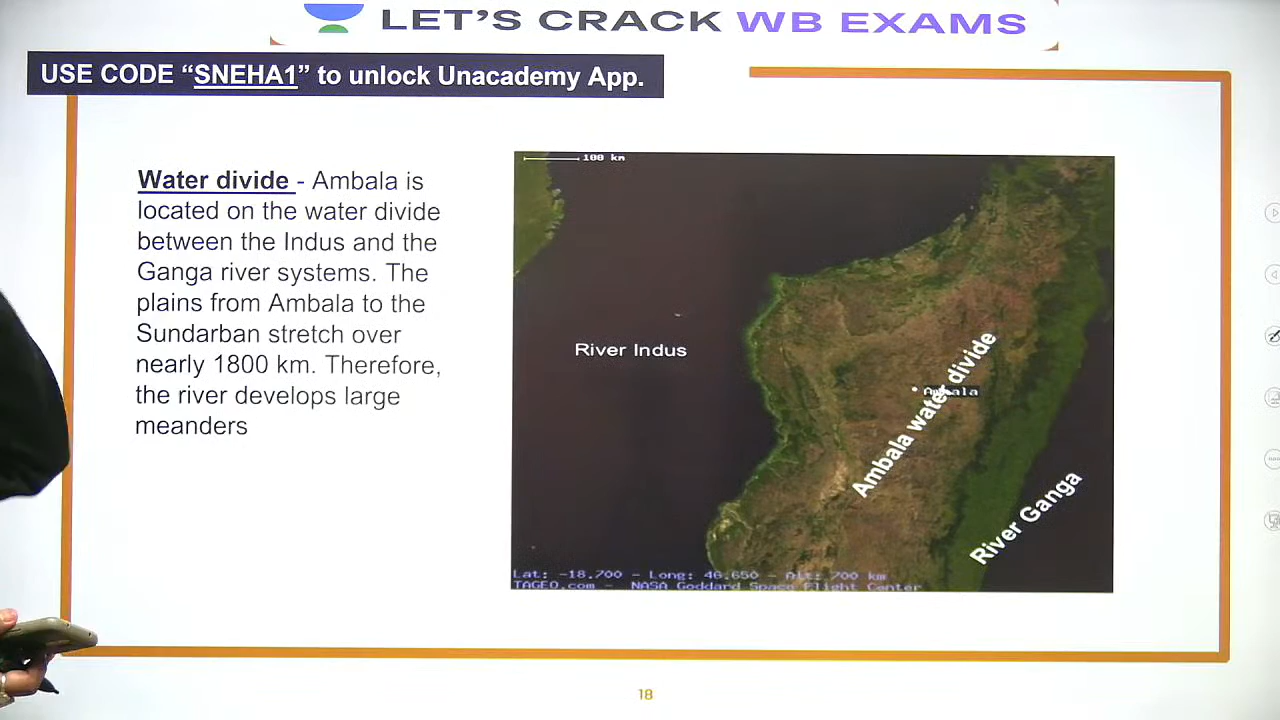 LET'S CRACK WB EXAMS
USE CODE “SNEHA1” to unlock Unacademy App.
Water divide - Ambala is
located on the water divide
between the Indus and the
Ganga river systems. The
plains from Ambala to the
Sundarban stretch over
nearly 1800 km. Therefore,
the river develops large
meanders
100 km
River Indus
Ambala
Ambala water divide
River Ganga
Lat: -18.700 - Long: 46.650 - Alt: 700 km
TAGEO.com - NASA Goddard Space Flight Center
18